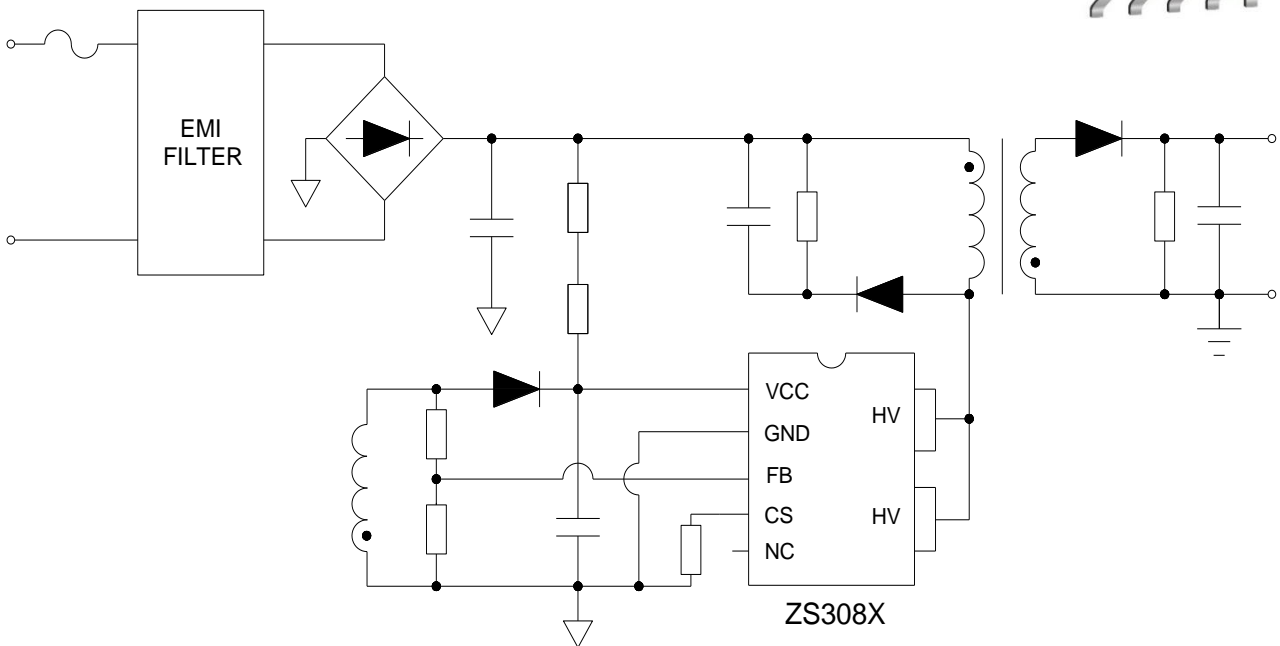 EMI
FILTER
VCC
HV
GND
FB
CS
HV
NC
ZS308X